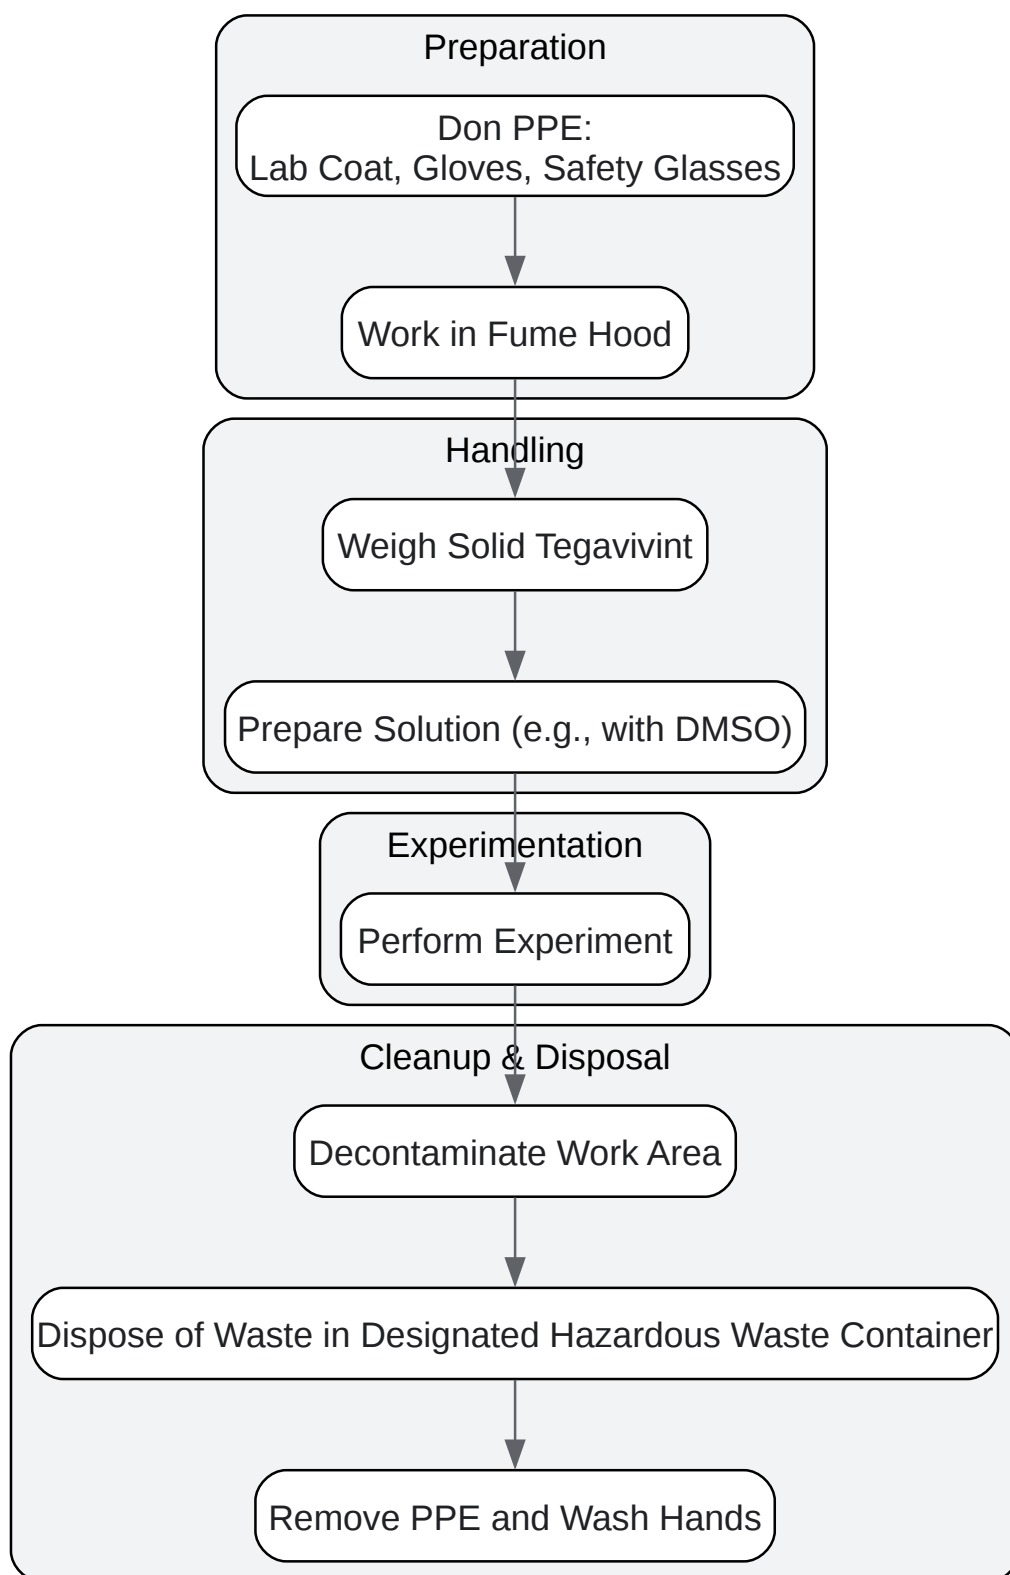 Preparation
Don PPE:
Lab Coat, Gloves, Safety Glasses
Work in Fume Hood
Handling
Weigh Solid Tegavivint
Prepare Solution (e.g., with DMSO)
Experimentation
Perform Experiment
Cleanup & Disposal
Decontaminate Work Area
Dispose of Waste in Designated Hazardous Waste Container
Remove PPE and Wash Hands